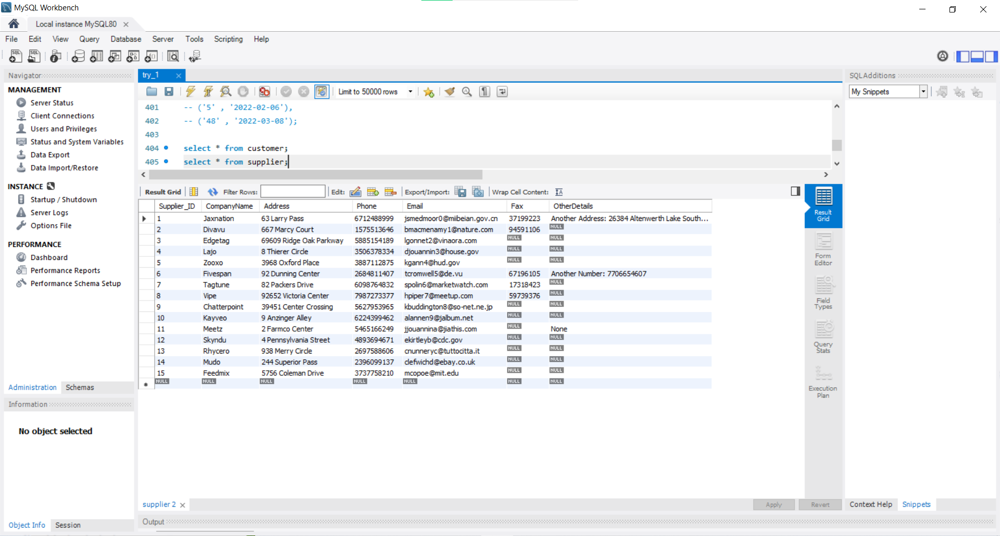 MySQL Workbench
Local instance MySQL80
File Edit View Query Database Server Tools Scripting Help
Navigator
MANAGEMENT
Server Status
Client Connections
Users and Privileges
Status and System Variables
Data Export
Data Import/Restore
INSTANCE
Startup / Shutdown
Server Logs
Options File
PERFORMANCE
Dashboard
Performance Reports
Performance Schema Setup
Administration Schemas
Information
No object selected
Object Info Session
try_1
Limit to 50000 rows
401 -- ('5' , '2022-02-06'),
402 -- ('48' , '2022-03-08');
403
404 select * from customer;
405 select * from supplier;
Result Grid Filter Rows: Edit: Export/Import: Wrap Cell Content:
Supplier_ID CompanyName Address Phone Email Fax OtherDetails
1 Jaxnation 63 Larry Pass 6712488999 jsmedmoor0@miibeian.gov.cn 37199223 Another Address: 26384 Altenwerth Lake South...
2 Divavu 667 Marcy Court 1575513646 bmacmenamy1@nature.com 94591106 NULL
3 Edgetag 69609 Ridge Oak Parkway 5885154189 lgonnet2@vinaora.com NULL NULL
4 Lajo 8 Thierer Circle 3506378334 djouannin3@house.gov NULL NULL
5 Zooxo 3968 Oxford Place 3887112875 kgann4@hud.gov NULL NULL
6 Fivespan 92 Dunning Center 2684811407 tcromwell5@de.vu 67196105 Another Number: 7706654607
7 Tagtune 82 Packers Drive 6098764832 spolin6@marketwatch.com 17318423 NULL
8 Vipe 92652 Victoria Center 7987273377 hpiper7@meetup.com 59739376 NULL
9 Chatterpoint 39451 Center Crossing 5627953965 kbuddington8@so-net.ne.jp NULL NULL
10 Kayveo 9 Anzinger Alley 6224399462 alannen9@jalbum.net NULL NULL
11 Meetz 2 Farmco Center 5465166249 jjouannina@jiathis.com NULL None
12 Skyndu 4 Pennsylvania Street 4893694671 ekirtleyb@cdc.gov NULL NULL
13 Rhycero 938 Merry Circle 2697588606 cnunneryc@tuttocitta.it NULL NULL
14 Mudo 244 Superior Pass 2396099137 clefwichd@ebay.co.uk NULL NULL
15 Feedmix 5756 Coleman Drive 3737758210 mcopoe@mit.edu NULL NULL
NULL NULL NULL NULL NULL NULL NULL
Result Grid
Form Editor
Field Types
Query Stats
Execution Plan
supplier 2 Apply Revert
Output
SQLAdditions
My Snippets
Context Help Snippets